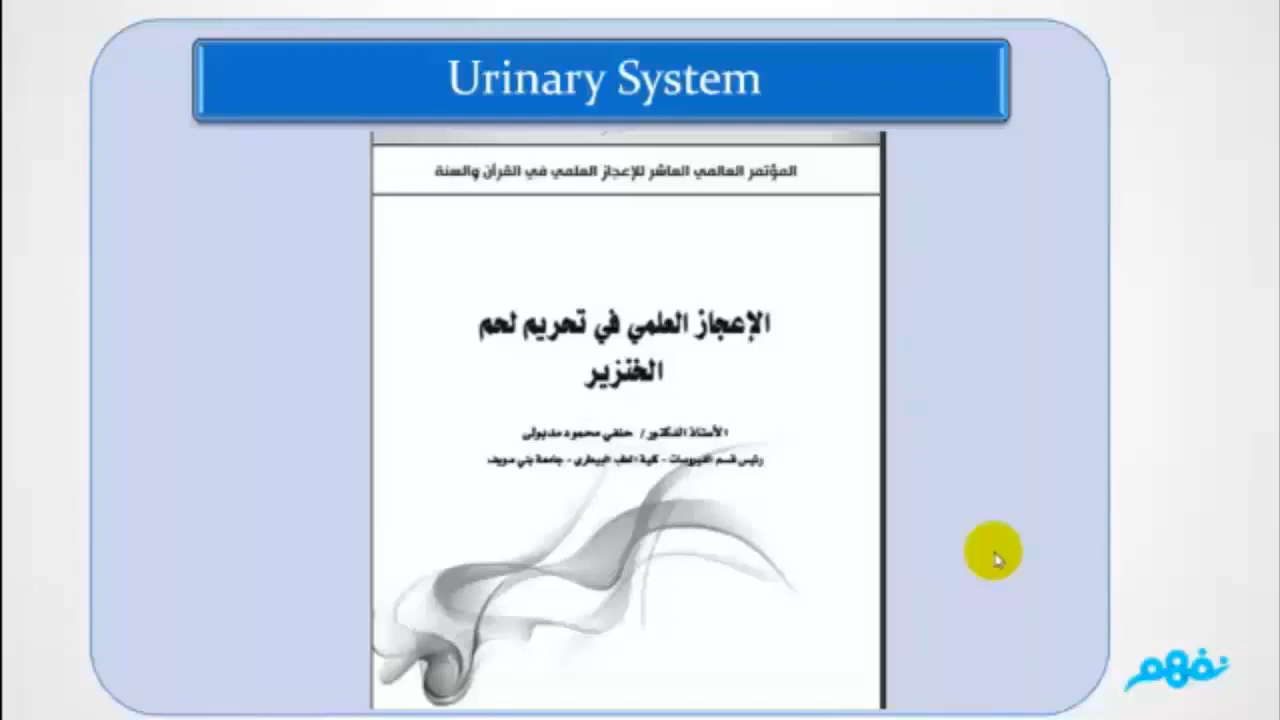 Urinary System
المؤتمر العالمي العاشر للإعجاز العلمي في القرآن والسنة
الإعجاز العلمي في تحريم لحم
الخنزير
الأستاذ الدكتور / حنفي محمود مدبولى
رئيس قسم الفيروسات - كلية الطب البيطري - جامعة بني سويف
نفهم